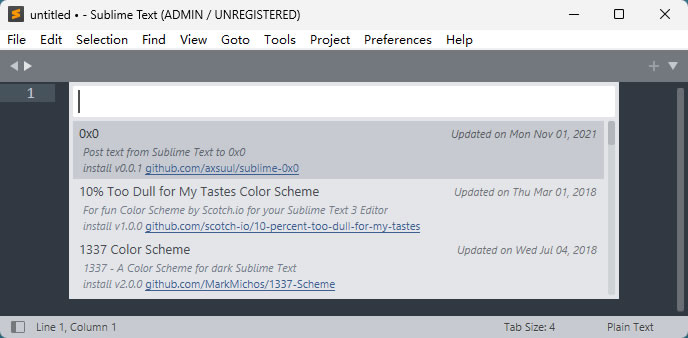 untitled • - Sublime Text (ADMIN / UNREGISTERED)
File Edit Selection Find View Goto Tools Project Preferences Help
1
0x0 Updated on Mon Nov 01, 2021
Post text from Sublime Text to 0x0
install v0.0.1 github.com/axsuul/sublime-0x0
10% Too Dull for My Tastes Color Scheme Updated on Thu Mar 01, 2018
For fun Color Scheme by Scotch.io for your Sublime Text 3 Editor
install v1.0.0 github.com/scotch-io/10-percent-too-dull-for-my-tastes
1337 Color Scheme Updated on Wed Jul 04, 2018
1337 - A Color Scheme for dark Sublime Text
install v2.0.0 github.com/MarkMichos/1337-Scheme
Line 1, Column 1 Tab Size: 4 Plain Text